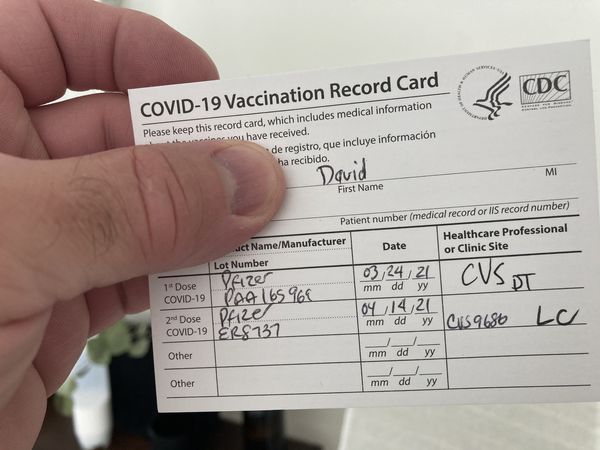 COVID-19 Vaccination Record Card
CDC
Please keep this record card, which includes medical information
about the vaccines you have received.
de registro, que incluye información
ha recibido.
David
First Name
MI
Patient number (medical record or IIS record number)
Product Name/Manufacturer
Lot Number
Date
Healthcare Professional
or Clinic Site
1st Dose
COVID-19
Pfizer
03/24/21
mm dd yy
CVS DT
2nd Dose
COVID-19
Pfizer
ER8737
04/14/21
mm dd yy
CVS9686 LC
Other
mm dd yy
Other
mm dd yy